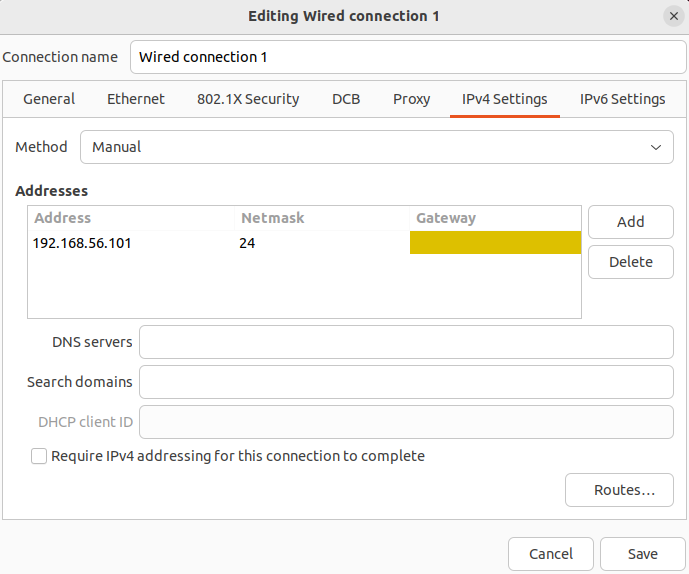 Editing Wired connection 1
Connection name Wired connection 1
General Ethernet 802.1X Security DCB Proxy IPv4 Settings IPv6 Settings
Method Manual
Addresses
Address Netmask Gateway
192.168.56.101 24
Add
Delete
DNS servers
Search domains
DHCP client ID
Require IPv4 addressing for this connection to complete
Routes…
Cancel Save